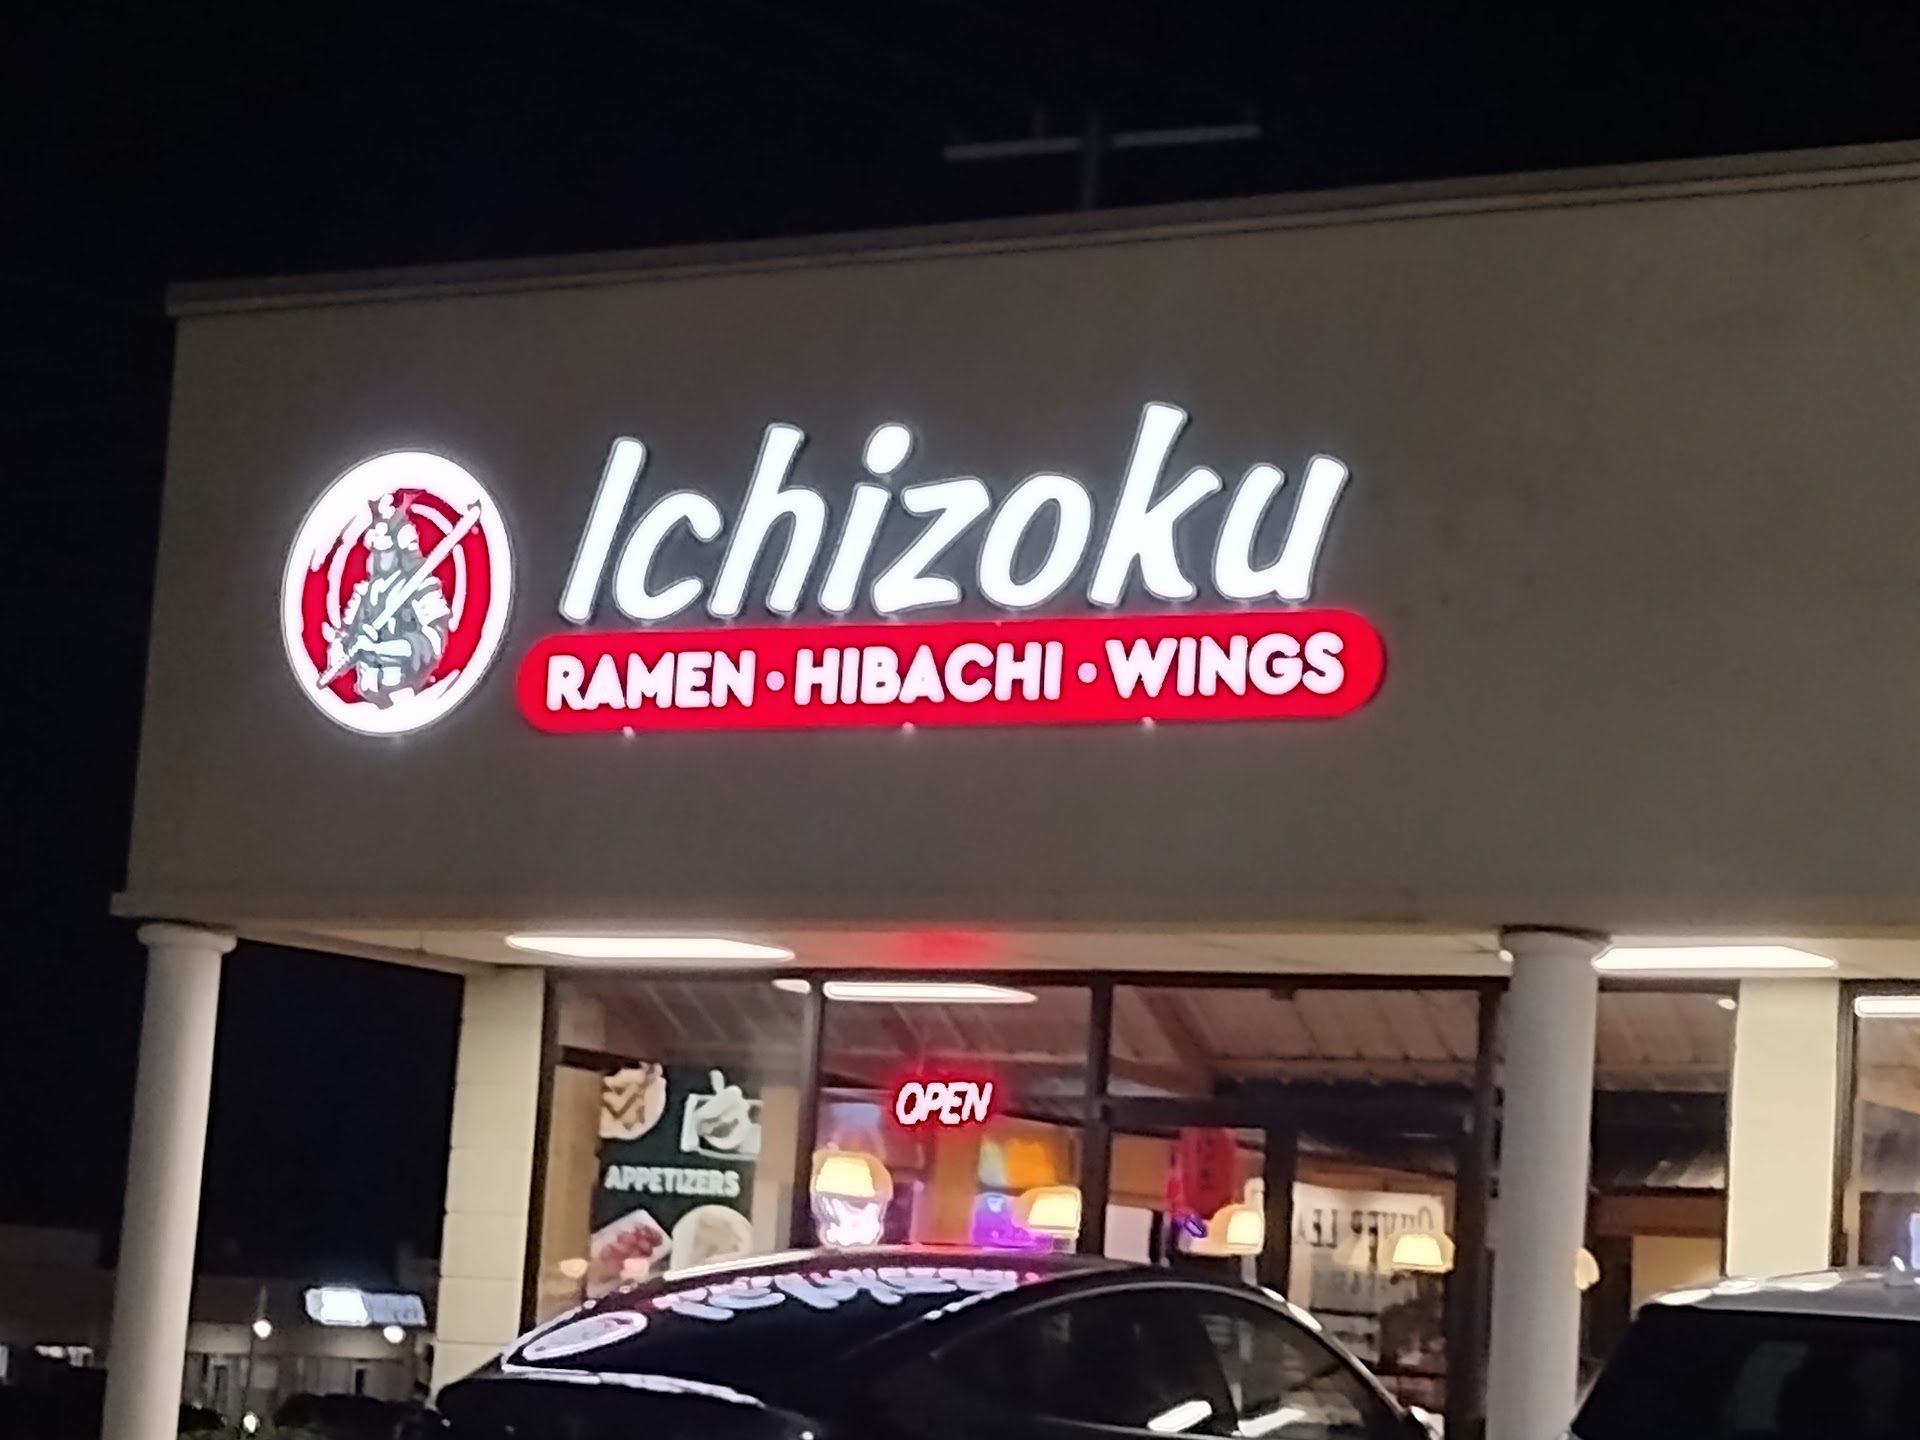 Ichizoku
RAMEN • HIBACHI • WINGS
OPEN
APPETIZERS